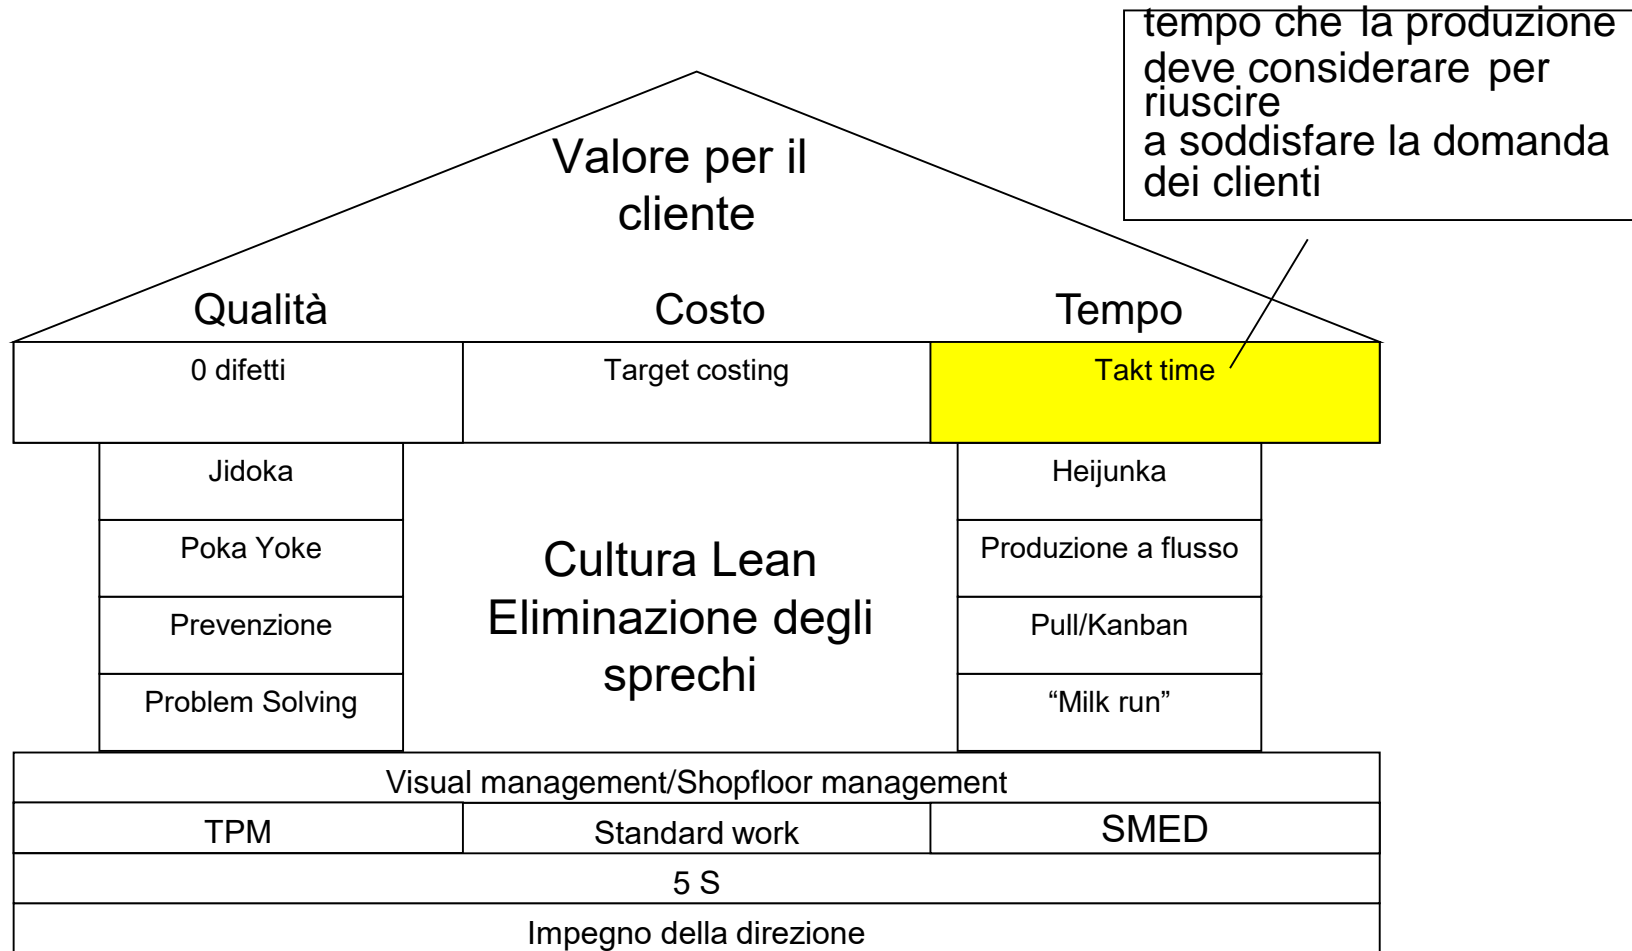 tempo che la produzione
deve considerare per
riuscire
a soddisfare la domanda
dei clienti
Valore per il
cliente
Qualità
Costo
Tempo
0 difetti
Target costing
Takt time
Jidoka
Heijunka
Poka Yoke
Produzione a flusso
Cultura Lean
Eliminazione degli
sprechi
Prevenzione
Pull/Kanban
Problem Solving
“Milk run”
Visual management/Shopfloor management
TPM
Standard work
SMED
5 S
Impegno della direzione